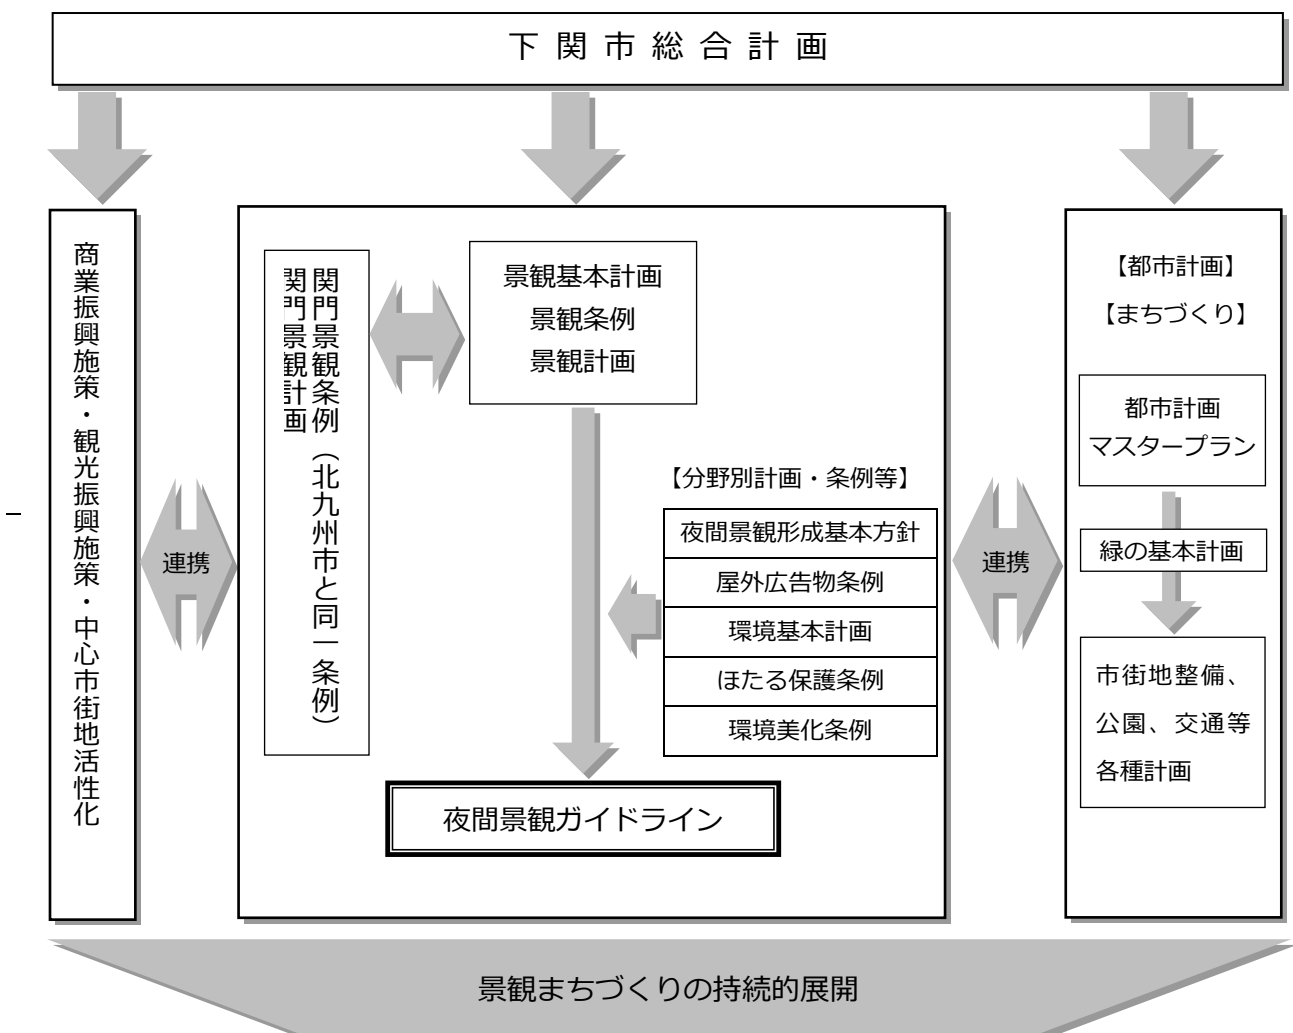 下関市総合計画
商業振興施策・観光振興施策・中心市街地活性化
連携
関門景観条例（北九州市と同一条例）
関門景観計画
景観基本計画
景観条例
景観計画
【分野別計画・条例等】
夜間景観形成基本方針
屋外広告物条例
環境基本計画
ほたる保護条例
環境美化条例
夜間景観ガイドライン
連携
【都市計画】
【まちづくり】
都市計画
マスタープラン
緑の基本計画
市街地整備、
公園、交通等
各種計画
景観まちづくりの持続的展開